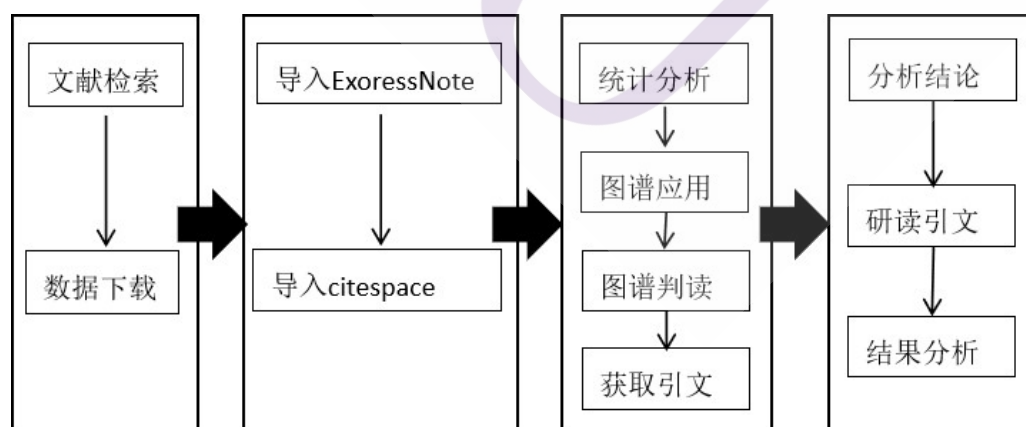 文献检索
数据下载
导入ExoressNote
导入citespace
统计分析
图谱应用
图谱判读
获取引文
分析结论
研读引文
结果分析